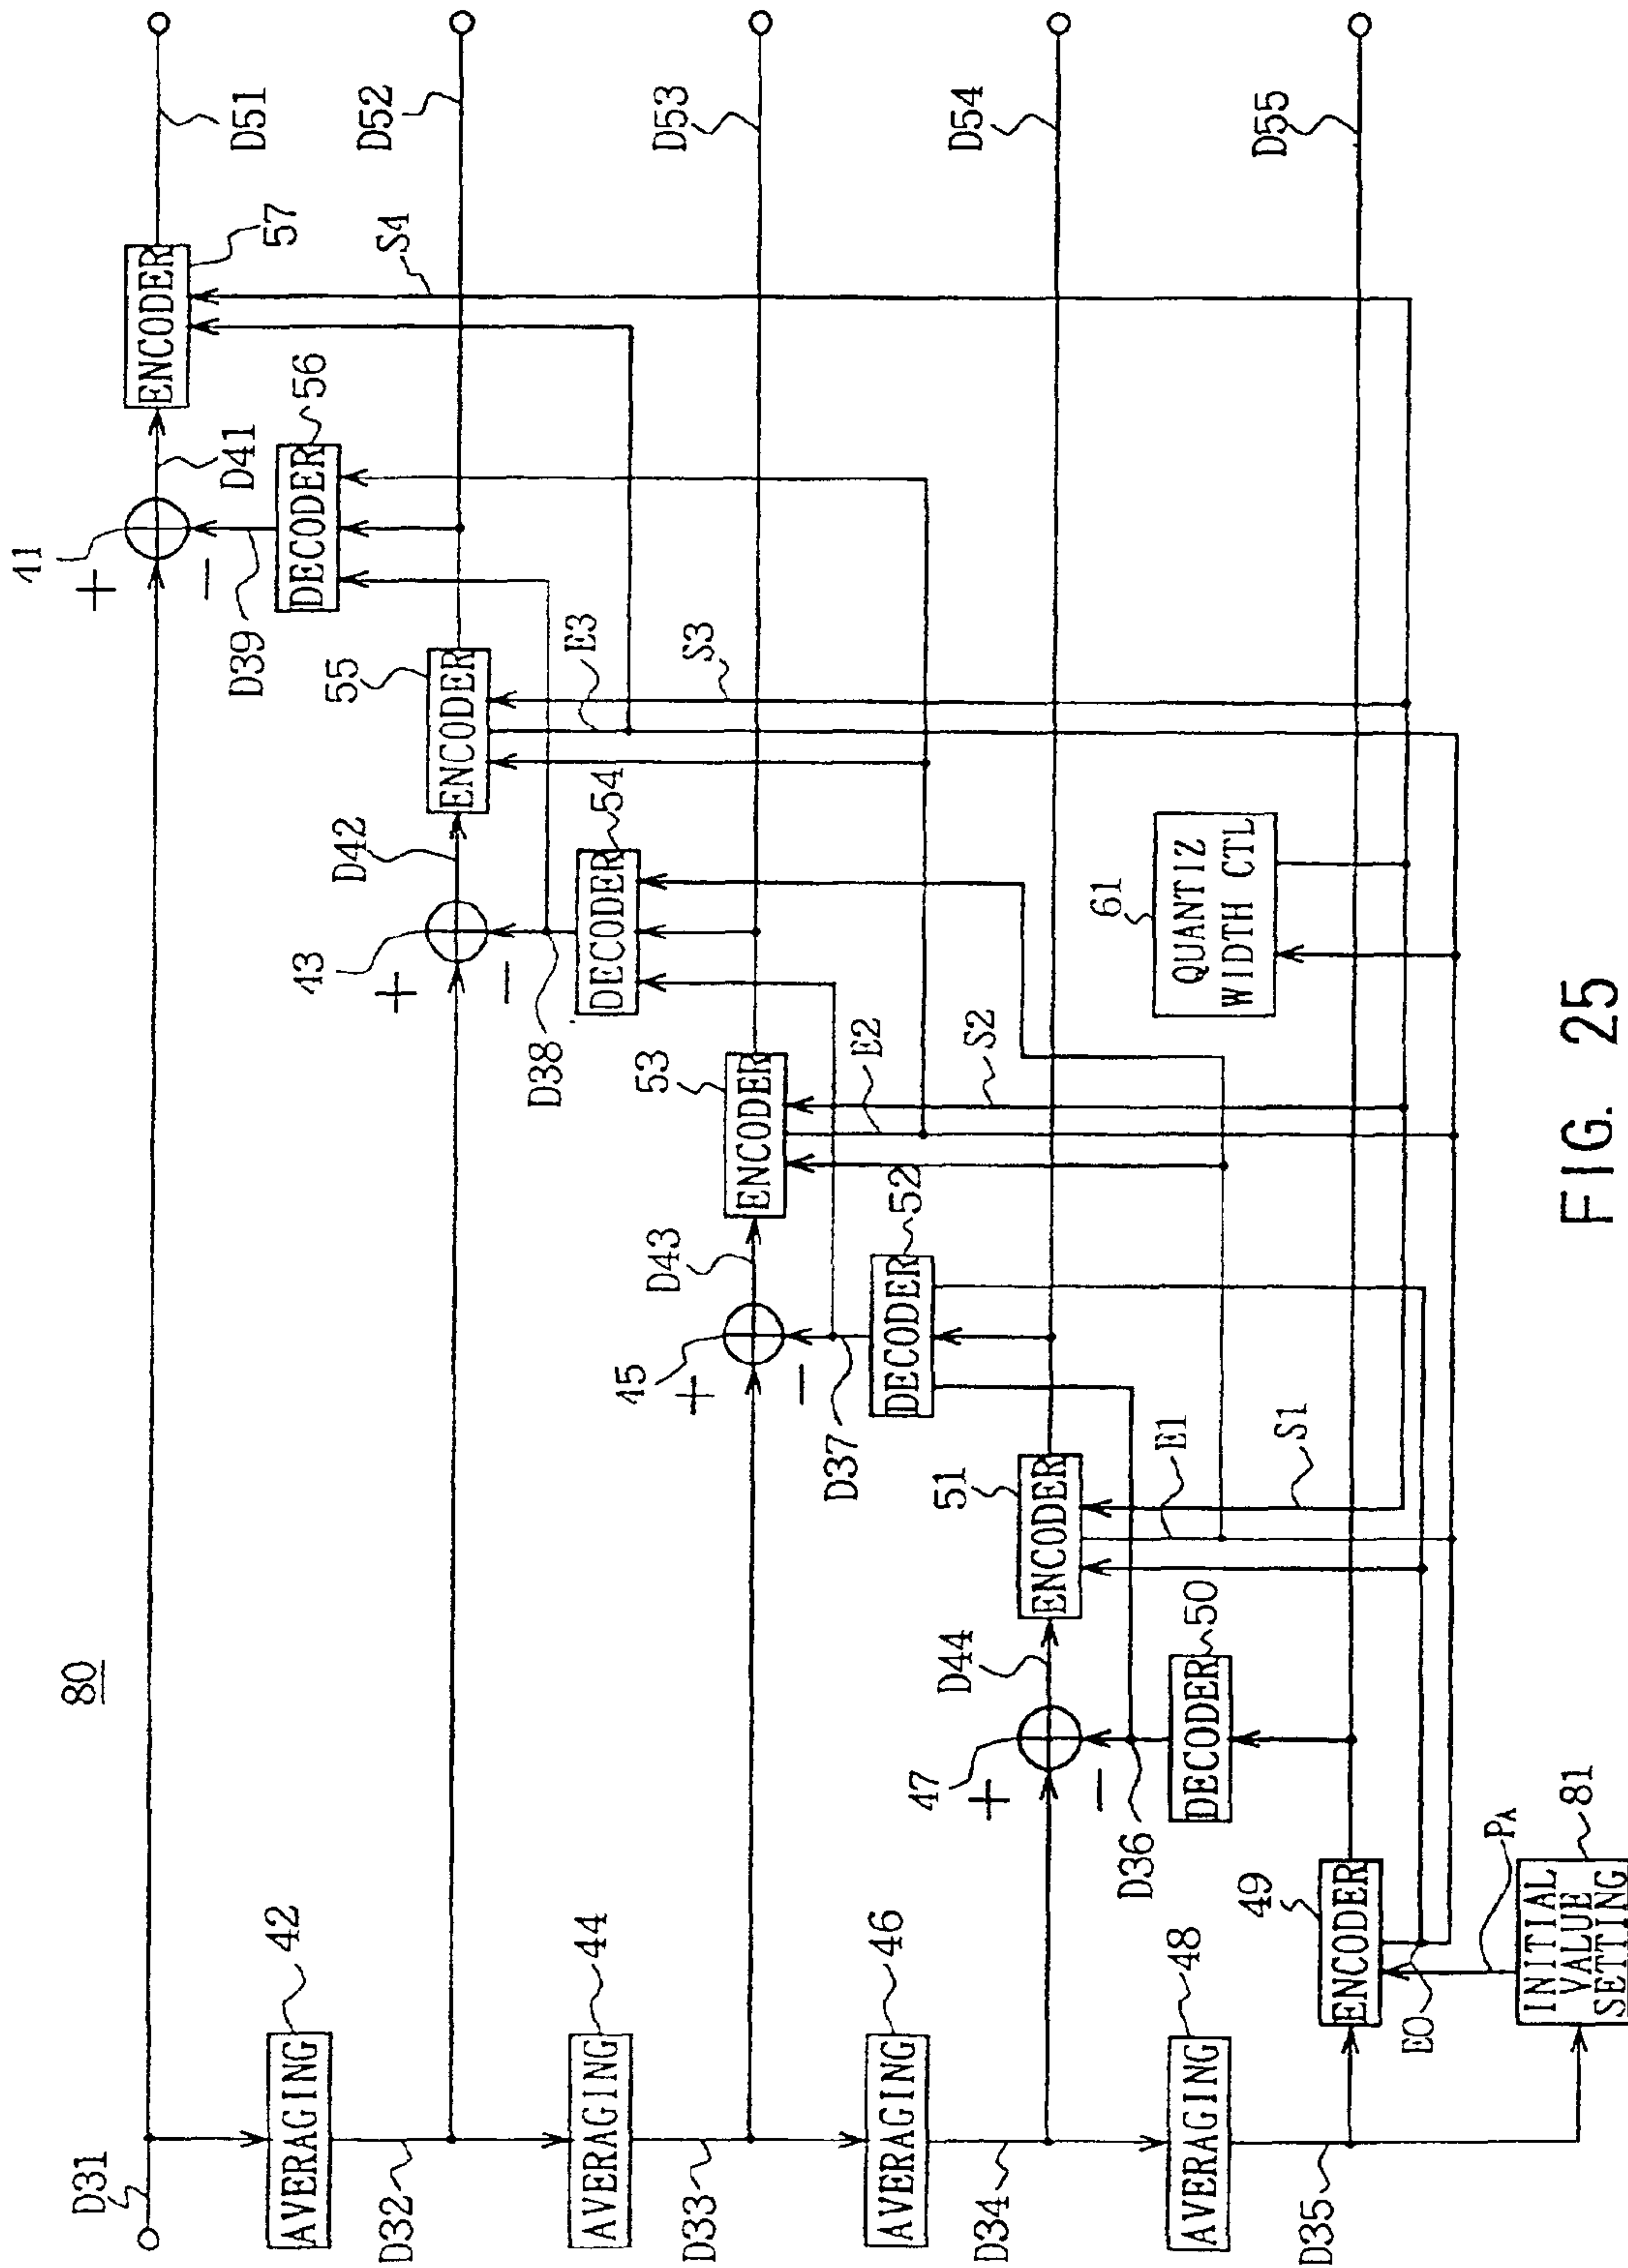 80
D31
AVERAGING
42
D32
AVERAGING
44
D33
AVERAGING
46
D34
AVERAGING
48
D35
41
+
−
D39
D41
ENCODER
57
D51
DECODER
56
S4
43
+
−
D38
D42
ENCODER
55
D52
DECODER
54
E3
S3
45
+
−
D37
D43
ENCODER
53
D53
DECODER
52
E2
S2
47
+
−
D36
D44
ENCODER
51
D54
DECODER
50
E1
S1
61
QUANTIZ
WIDTH CTL
ENCODER
49
D55
E0
PA
INITIAL
VALUE
SETTING
81
FIG. 25